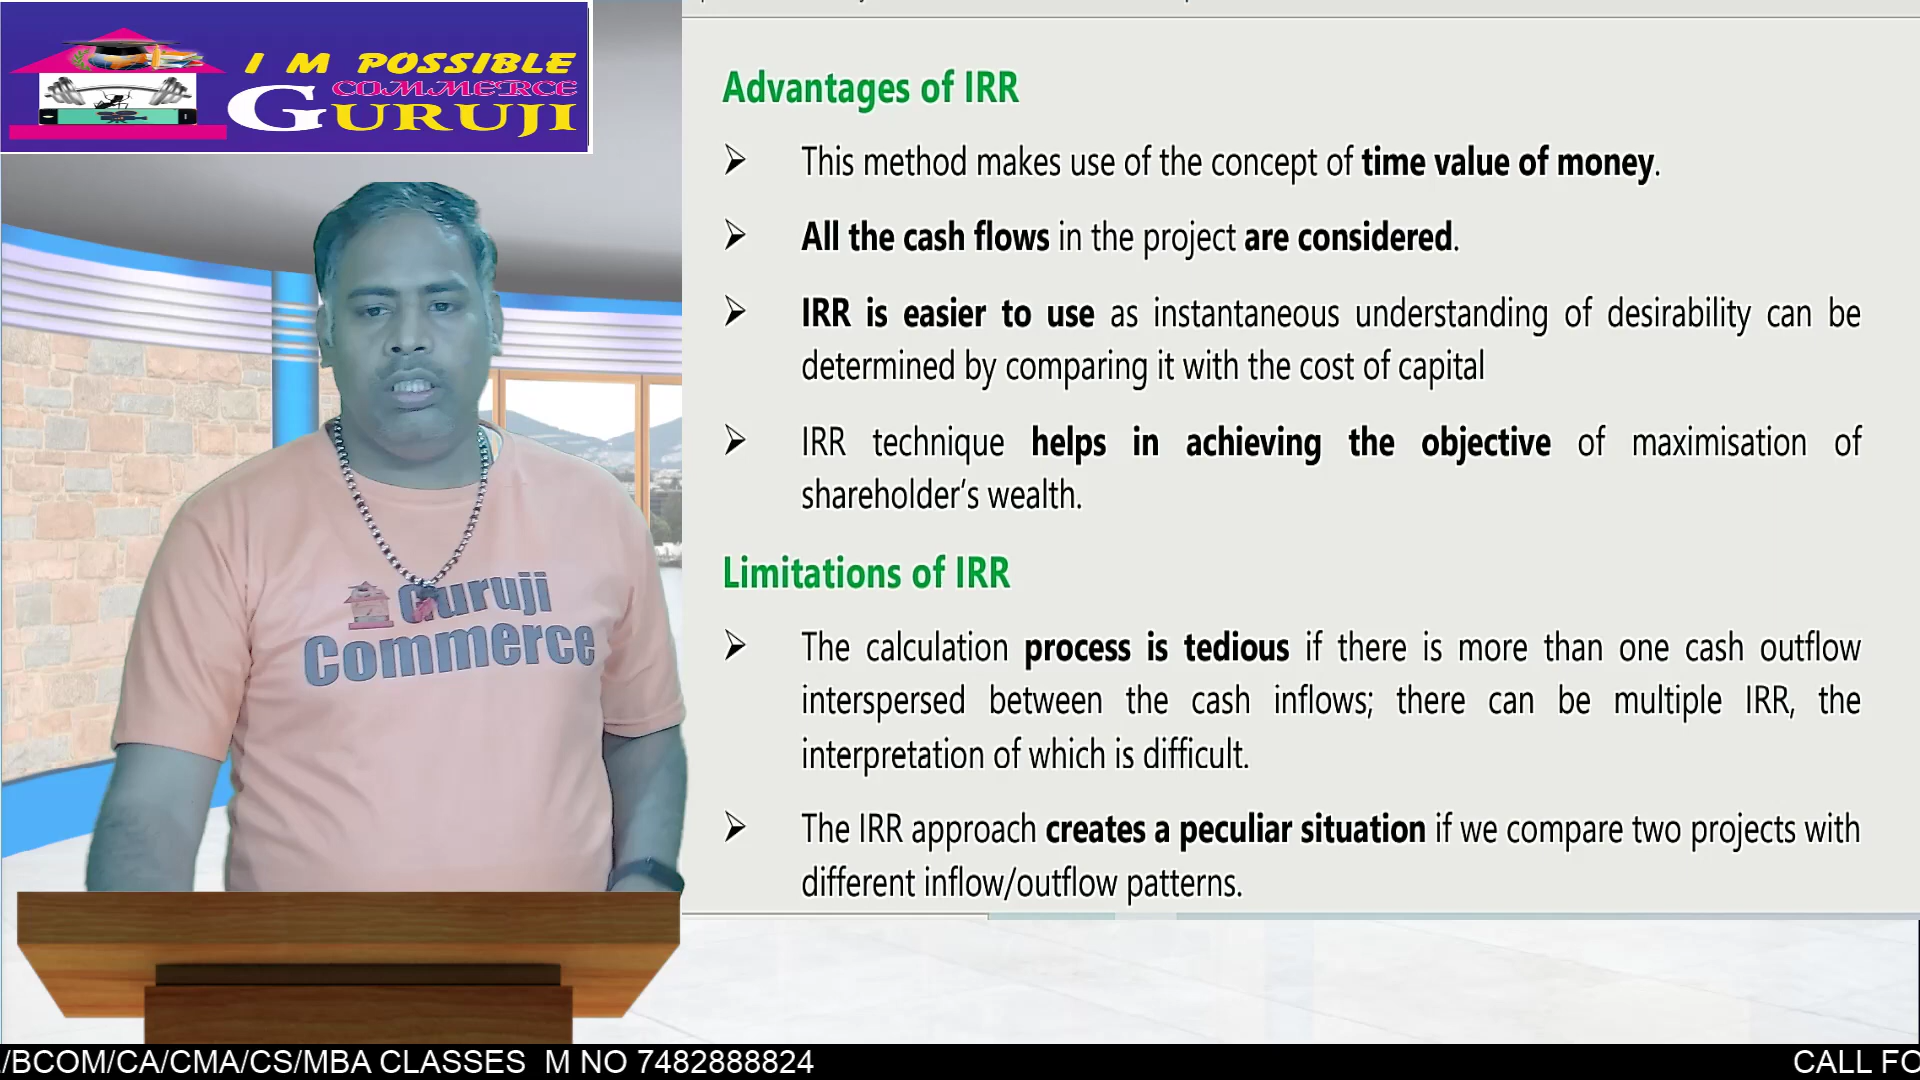 I M POSSIBLE
COMMERCE
GURUJI
Advantages of IRR
➢ This method makes use of the concept of time value of money.
➢ All the cash flows in the project are considered.
➢ IRR is easier to use as instantaneous understanding of desirability can be
determined by comparing it with the cost of capital
➢ IRR technique helps in achieving the objective of maximisation of
shareholder’s wealth.
Limitations of IRR
➢ The calculation process is tedious if there is more than one cash outflow
interspersed between the cash inflows; there can be multiple IRR, the
interpretation of which is difficult.
➢ The IRR approach creates a peculiar situation if we compare two projects with
different inflow/outflow patterns.
Guruji
Commerce
/BCOM/CA/CMA/CS/MBA CLASSES M NO 7482888824 CALL FO